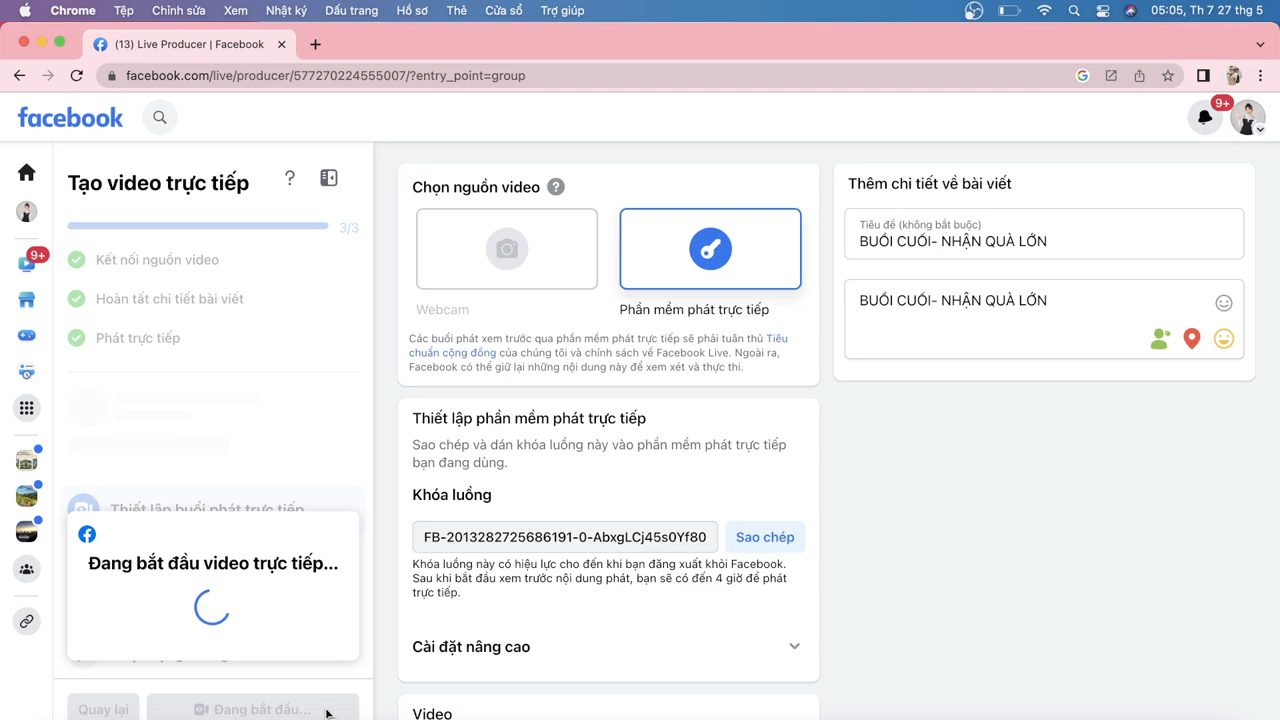 Chrome Tệp Chỉnh sửa Xem Nhật ký Dấu trang Hồ sơ Thẻ Cửa sổ Trợ giúp 05:05, Th 7 27 thg 5
(13) Live Producer | Facebook
facebook.com/live/producer/577270224555007/?entry_point=group
facebook
9+
Tạo video trực tiếp
3/3
9+
Kết nối nguồn video
Hoàn tất chi tiết bài viết
Phát trực tiếp
Thiết lập buổi phát trực tiếp
Đang bắt đầu video trực tiếp...
Quay lại
Đang bắt đầu...
Chọn nguồn video
Webcam
Phần mềm phát trực tiếp
Các buổi phát xem trước qua phần mềm phát trực tiếp sẽ phải tuân thủ Tiêu
chuẩn cộng đồng của chúng tôi và chính sách về Facebook Live. Ngoài ra,
Facebook có thể giữ lại những nội dung này để xem xét và thực thi.
Thiết lập phần mềm phát trực tiếp
Sao chép và dán khóa luồng này vào phần mềm phát trực tiếp
bạn đang dùng.
Khóa luồng
FB-2013282725686191-0-AbxgLCj45s0Yf80
Sao chép
Khóa luồng này có hiệu lực cho đến khi bạn đăng xuất khỏi Facebook.
Sau khi bắt đầu xem trước nội dung phát, bạn sẽ có đến 4 giờ để phát
trực tiếp.
Cài đặt nâng cao
Video
Thêm chi tiết về bài viết
Tiêu đề (không bắt buộc)
BUỔI CUỐI- NHẬN QUÀ LỚN
BUỔI CUỐI- NHẬN QUÀ LỚN